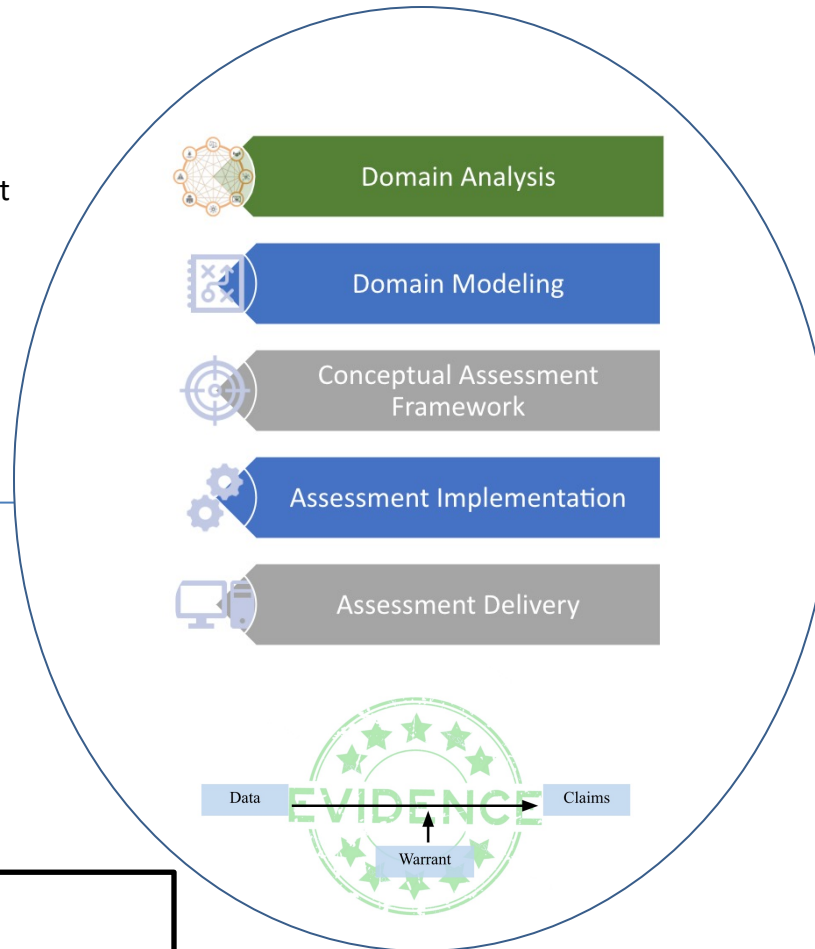 t
Domain Analysis
Domain Modeling
Conceptual Assessment
Framework
Assessment Implementation
Assessment Delivery
EVIDENCE
Data
Claims
Warrant